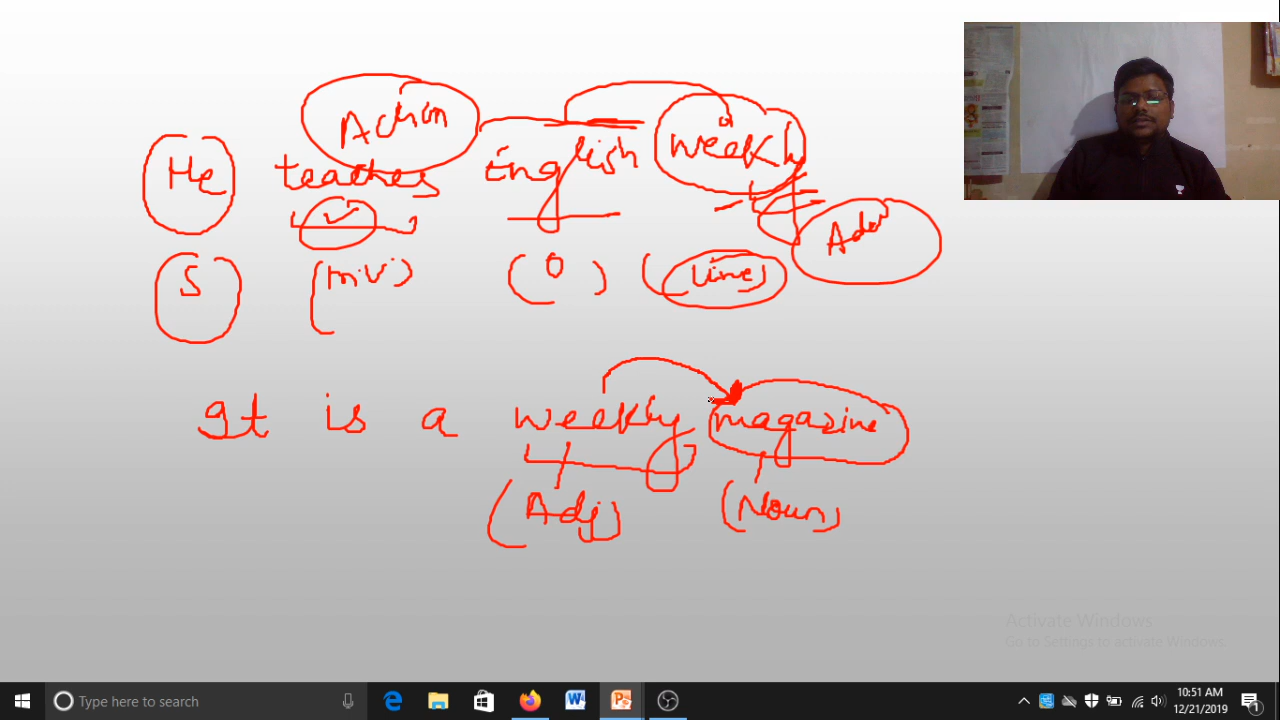 Action
He teaches English weekly
V
Adv
S (m.v) (O) (time)
It is a weekly magazine
(Adj) (Noun)
Activate Windows
Go to Settings to activate Windows
Type here to search
10:51 AM
12/21/2019